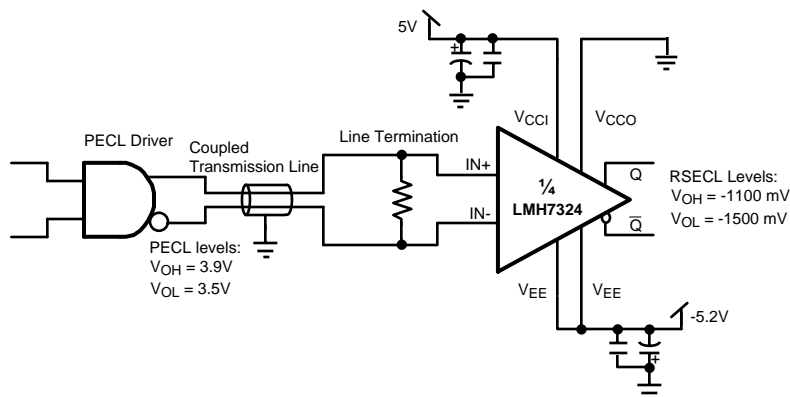 5V
VCCI
VCCO
PECL Driver
Coupled
Transmission Line
Line Termination
IN+
IN-
¼
LMH7324
Q
Q̅
RSECL Levels:
VOH = -1100 mV
VOL = -1500 mV
PECL levels:
VOH = 3.9V
VOL = 3.5V
VEE
VEE
-5.2V
+
+